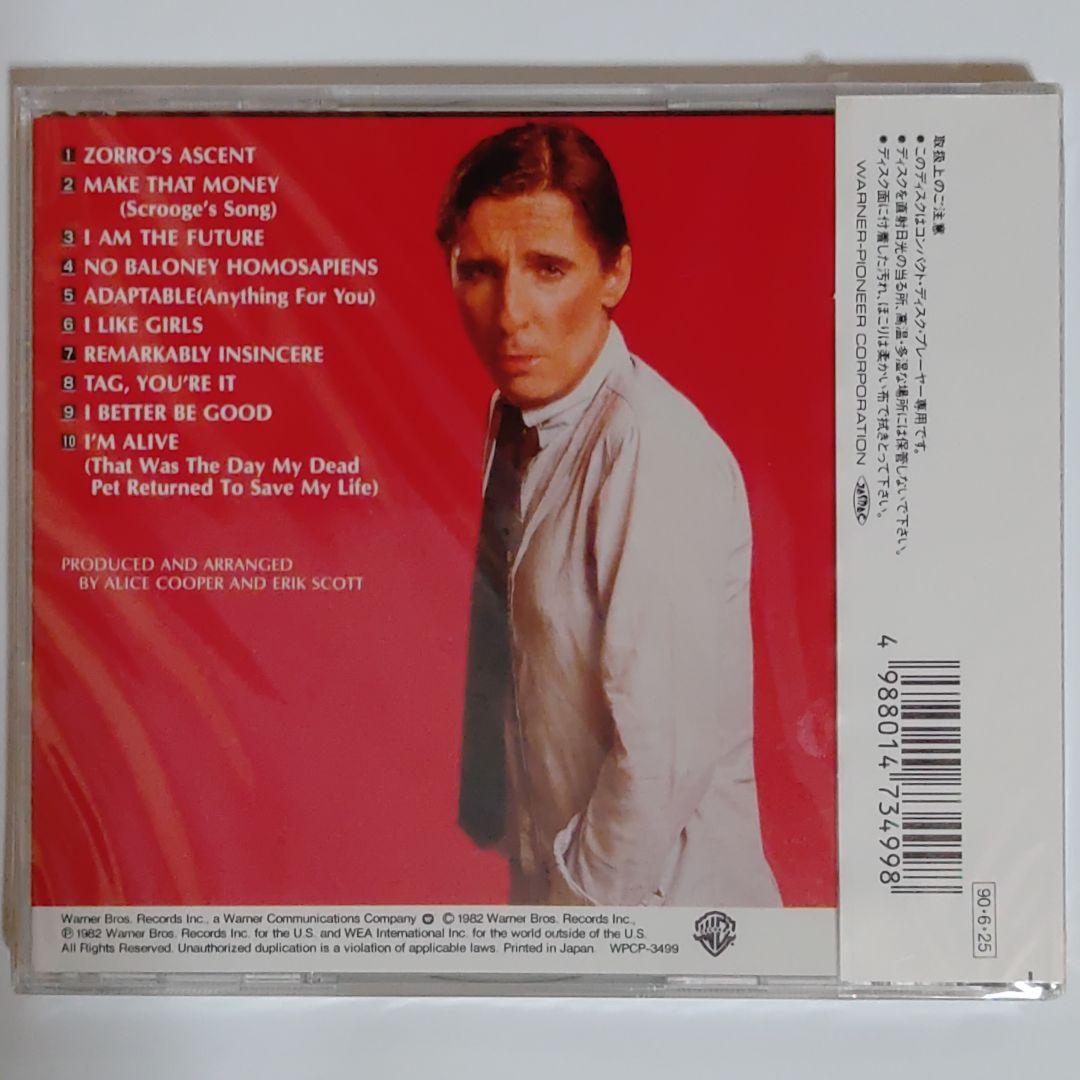 1 ZORRO'S ASCENT
2 MAKE THAT MONEY
(Scrooge's Song)
3 I AM THE FUTURE
4 NO BALONEY HOMOSAPIENS
5 ADAPTABLE(Anything For You)
6 I LIKE GIRLS
7 REMARKABLY INSINCERE
8 TAG, YOU'RE IT
9 I BETTER BE GOOD
10 I'M ALIVE
(That Was The Day My Dead
Pet Returned To Save My Life)
PRODUCED AND ARRANGED
BY ALICE COOPER AND ERIK SCOTT
Warner Bros. Records Inc., a Warner Communications Company © 1982 Warner Bros. Records Inc.,
℗ 1982 Warner Bros. Records Inc. for the U.S. and WEA International Inc. for the world outside of the U.S.
All Rights Reserved. Unauthorized duplication is a violation of applicable laws. Printed in Japan. WPCP-3499
取扱上のご注意
●このディスクはコンパクト・ディスク・プレーヤー専用です。
●ディスクを直射日光の当る所、高温・多湿な場所には保管しないで下さい。
●ディスク面に付着した汚れ、ほこりは柔かい布で拭きとって下さい。
WARNER-PIONEER CORPORATION
4 988014 734998
90・6・25